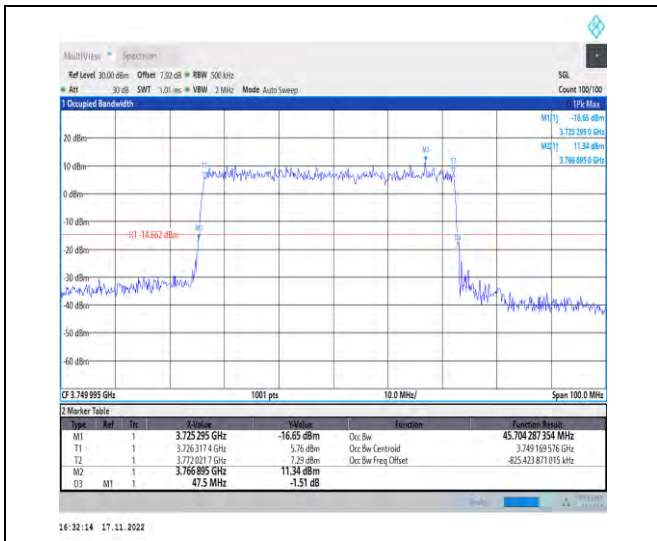 MultiView Spectrum
Ref Level 30.00 dBm Offset 7.92 dB RBW 500 kHz SGL
Att 30 dB SWT 1.01 ms VBW 2 MHz Mode Auto Sweep Count 100/100
1 Occupied Bandwidth 1Pk Max
M1[1] -16.65 dBm
3.725 295 0 GHz
M2[1] 11.34 dBm
3.766 895 0 GHz
20 dBm
M2
10 dBm
T1
T2
0 dBm
-10 dBm
H1 -14.662 dBm
M1
D3
-20 dBm
-30 dBm
-40 dBm
-50 dBm
-60 dBm
CF 3.749 995 GHz 1001 pts 10.0 MHz/ Span 100.0 MHz
2 Marker Table
Type Ref Trc X-Value Y-Value Function Function Result
M1 1 3.725 295 GHz -16.65 dBm Occ Bw 45.704 287 354 MHz
T1 1 3.726 317 4 GHz 5.76 dBm Occ Bw Centroid 3.749 169 576 GHz
T2 1 3.772 021 7 GHz 7.29 dBm Occ Bw Freq Offset -825.423 871 015 kHz
M2 1 3.766 895 GHz 11.34 dBm
D3 M1 1 47.5 MHz -1.51 dB
16:32:14 17.11.2022